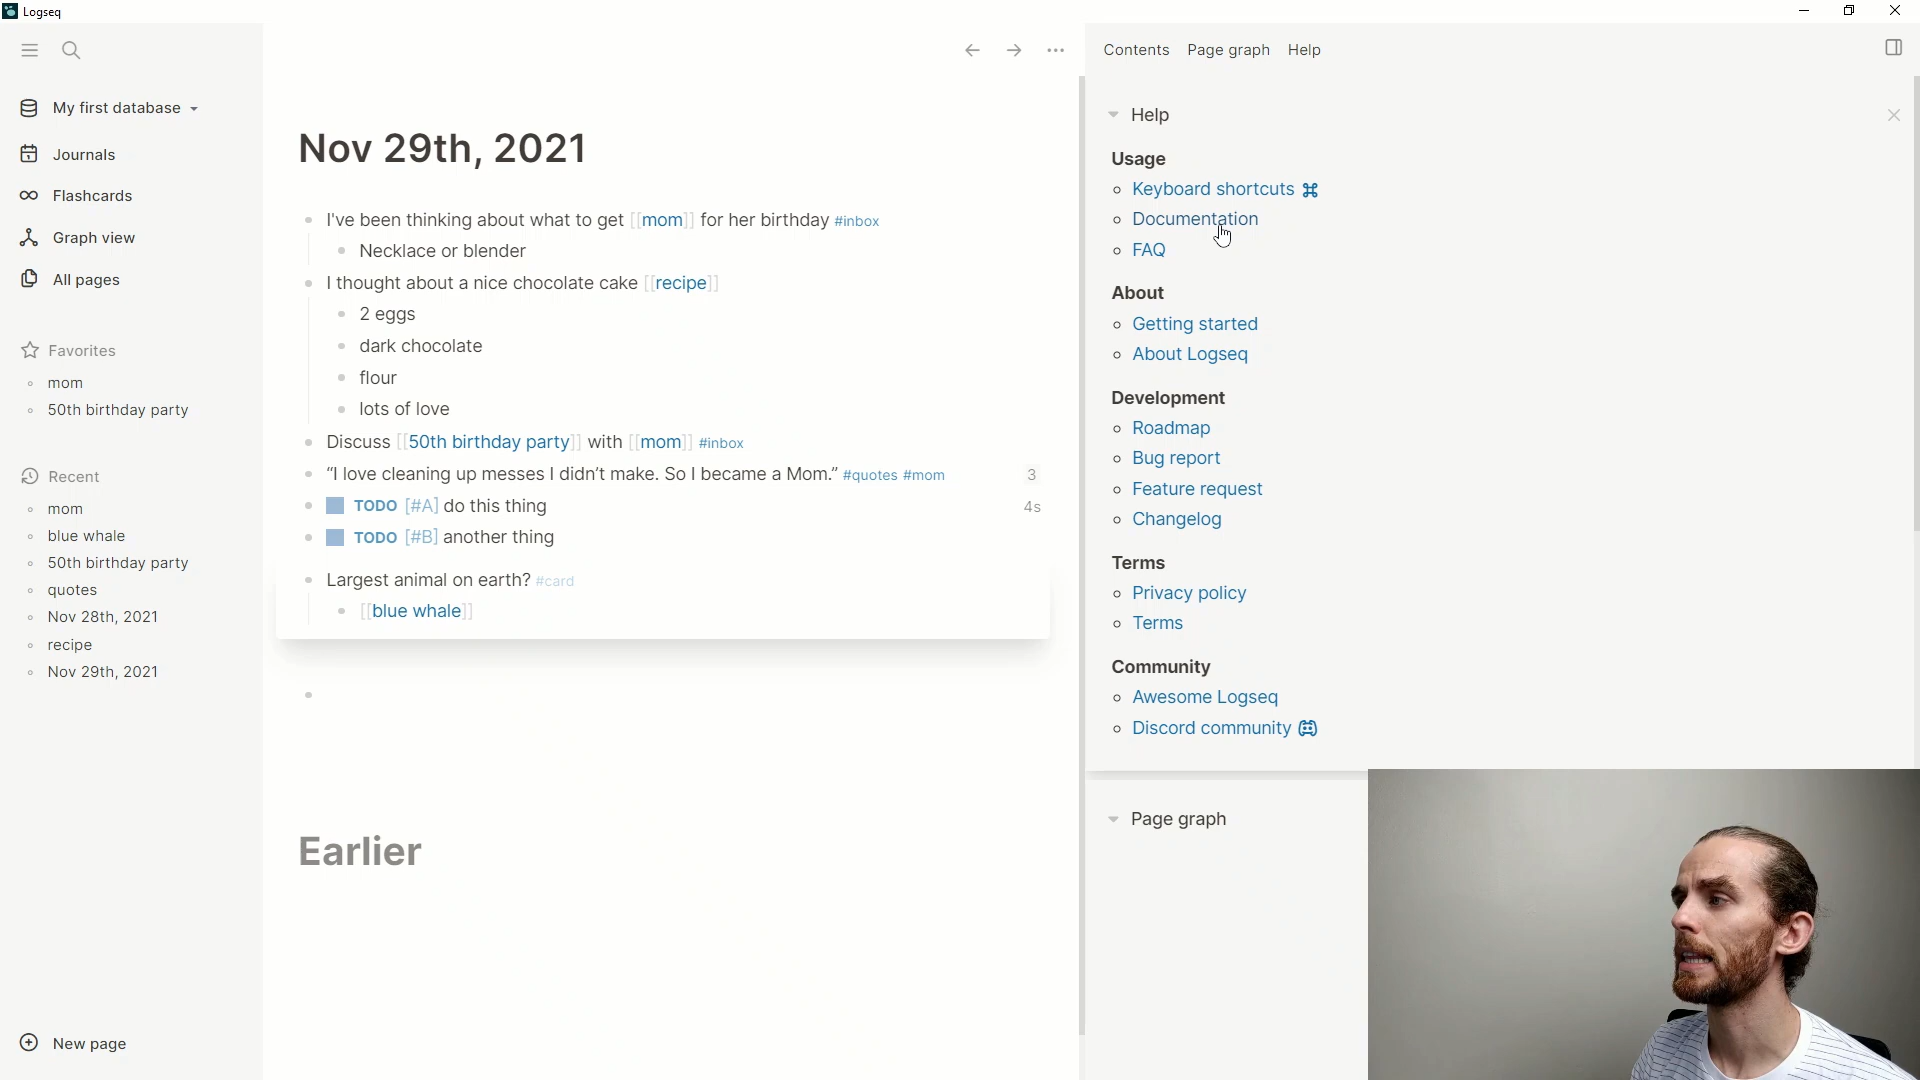 Logseq
My first database
Journals
Flashcards
Graph view
All pages
Favorites
mom
50th birthday party
Recent
mom
blue whale
50th birthday party
quotes
Nov 28th, 2021
recipe
Nov 29th, 2021
New page
Nov 29th, 2021
I've been thinking about what to get [[mom]] for her birthday #inbox
Necklace or blender
I thought about a nice chocolate cake [[recipe]]
2 eggs
dark chocolate
flour
lots of love
Discuss [[50th birthday party]] with [[mom]] #inbox
“I love cleaning up messes I didn’t make. So I became a Mom.” #quotes #mom 3
TODO [#A] do this thing 4s
TODO [#B] another thing
Largest animal on earth? #card
[[blue whale]]
Earlier
Contents Page graph Help
Help
Usage
Keyboard shortcuts ⌘
Documentation
FAQ
About
Getting started
About Logseq
Development
Roadmap
Bug report
Feature request
Changelog
Terms
Privacy policy
Terms
Community
Awesome Logseq
Discord community
Page graph